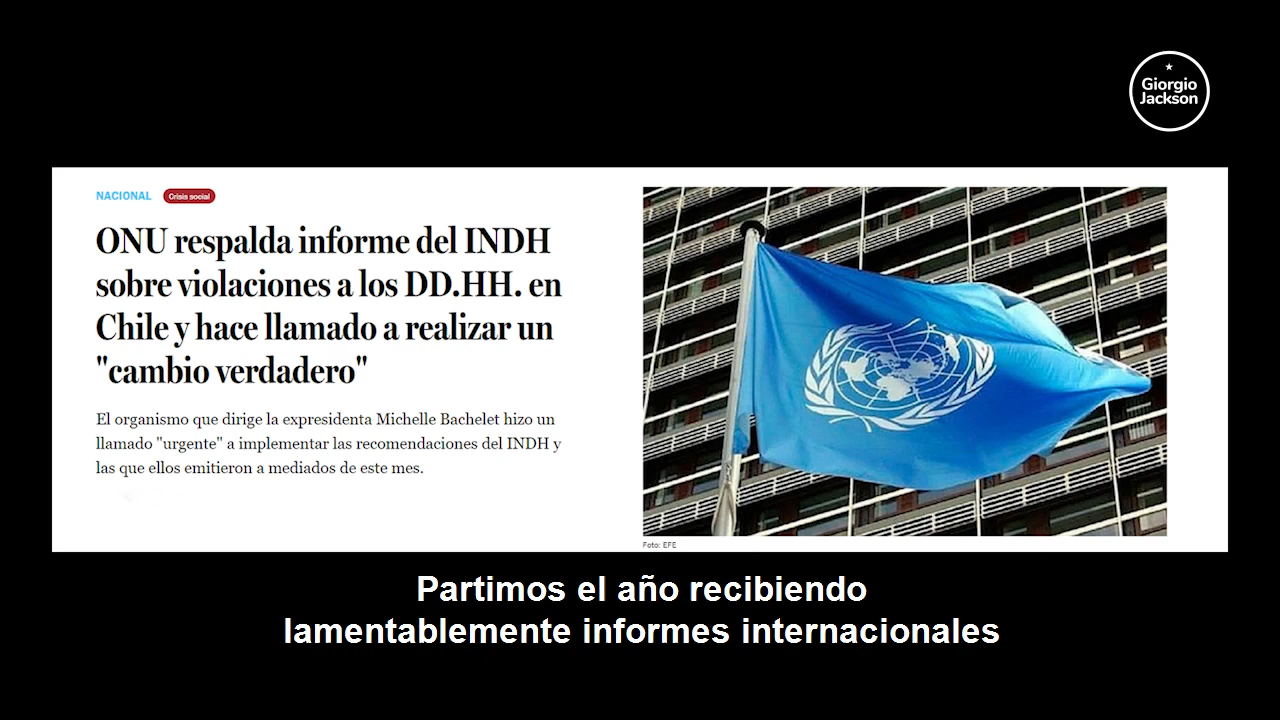 Giorgio
Jackson
NACIONAL Crisis social
ONU respalda informe del INDH
sobre violaciones a los DD.HH. en
Chile y hace llamado a realizar un
"cambio verdadero"
El organismo que dirige la expresidenta Michelle Bachelet hizo un
llamado "urgente" a implementar las recomendaciones del INDH y
las que ellos emitieron a mediados de este mes.
Foto: EFE
Partimos el año recibiendo
lamentablemente informes internacionales